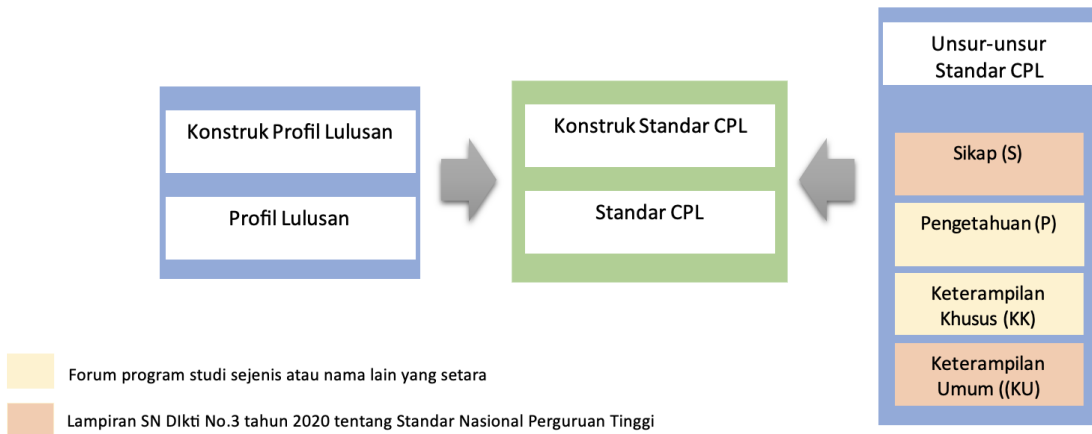 Konstruk Profil Lulusan
Profil Lulusan
Konstruk Standar CPL
Standar CPL
Unsur-unsur
Standar CPL
Sikap (S)
Pengetahuan (P)
Keterampilan
Khusus (KK)
Keterampilan
Umum ((KU)
Forum program studi sejenis atau nama lain yang setara
Lampiran SN DIkti No.3 tahun 2020 tentang Standar Nasional Perguruan Tinggi